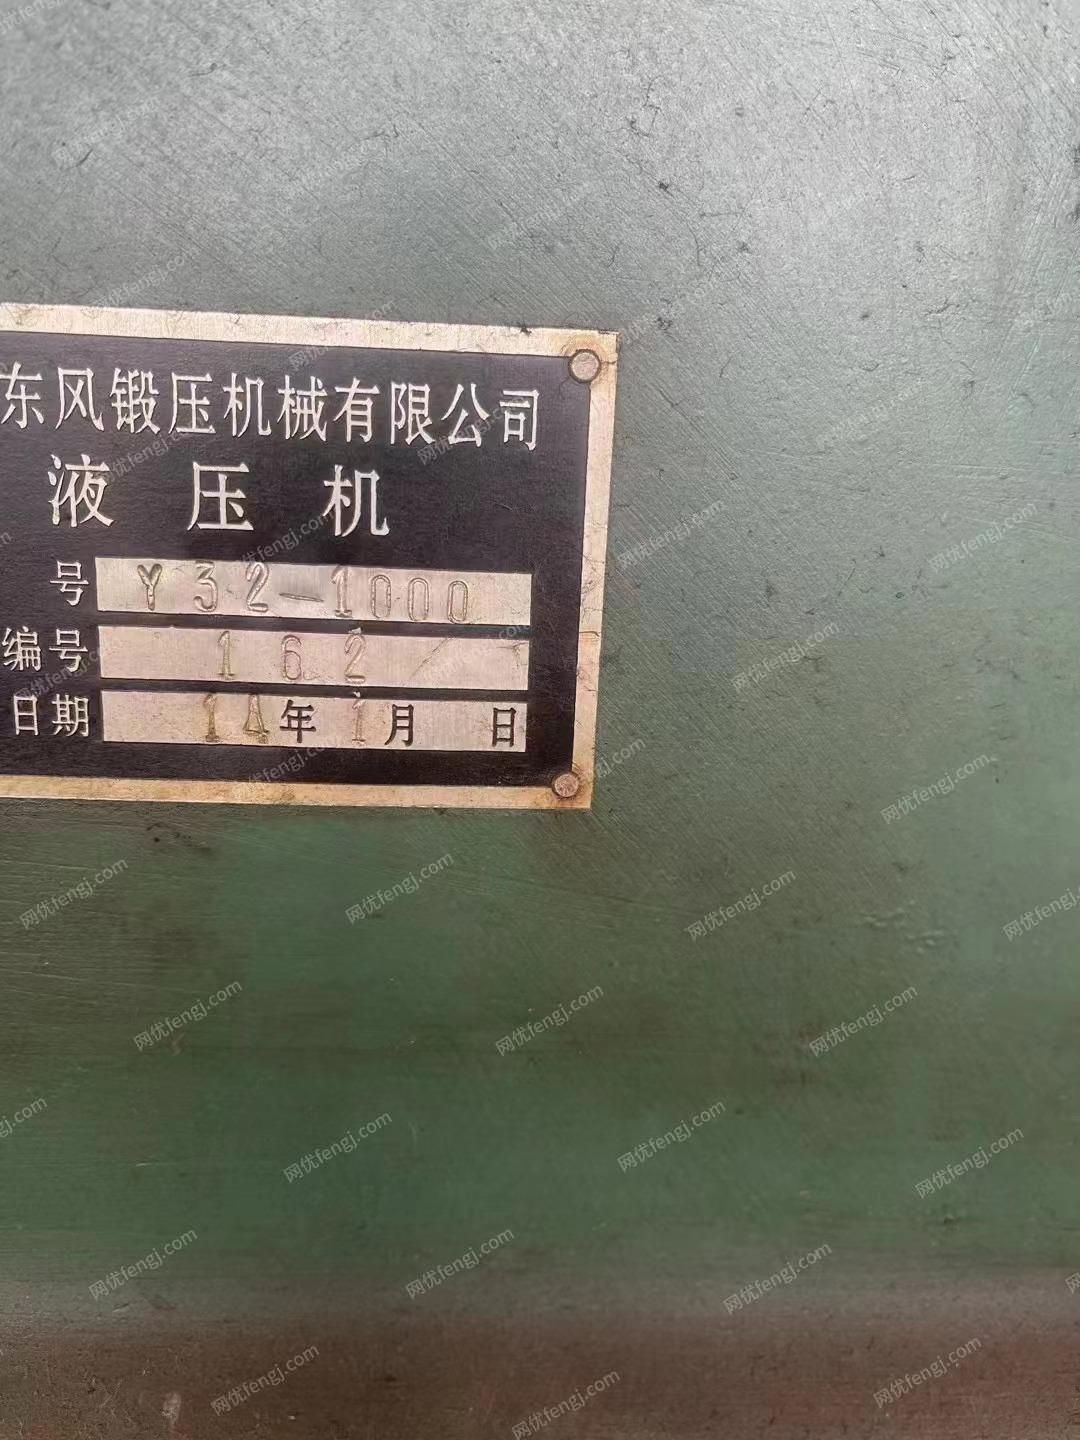 东风锻压机械有限公司
液压机
号 Y32-1000
编号 162
日期 14年1月 日
网优fengj.com